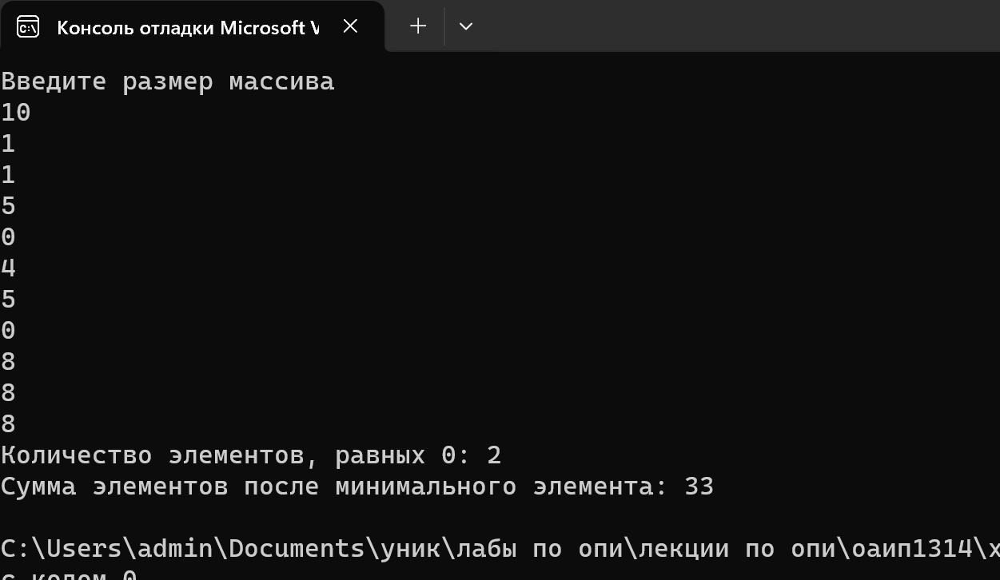 Консоль отладки Microsoft V
Введите размер массива
10
1
1
5
0
4
5
0
8
8
8
Количество элементов, равных 0: 2
Сумма элементов после минимального элемента: 33
C:\Users\admin\Documents\уник\лабы по опи\лекции по опи\оаип1314\x
с кодом 0